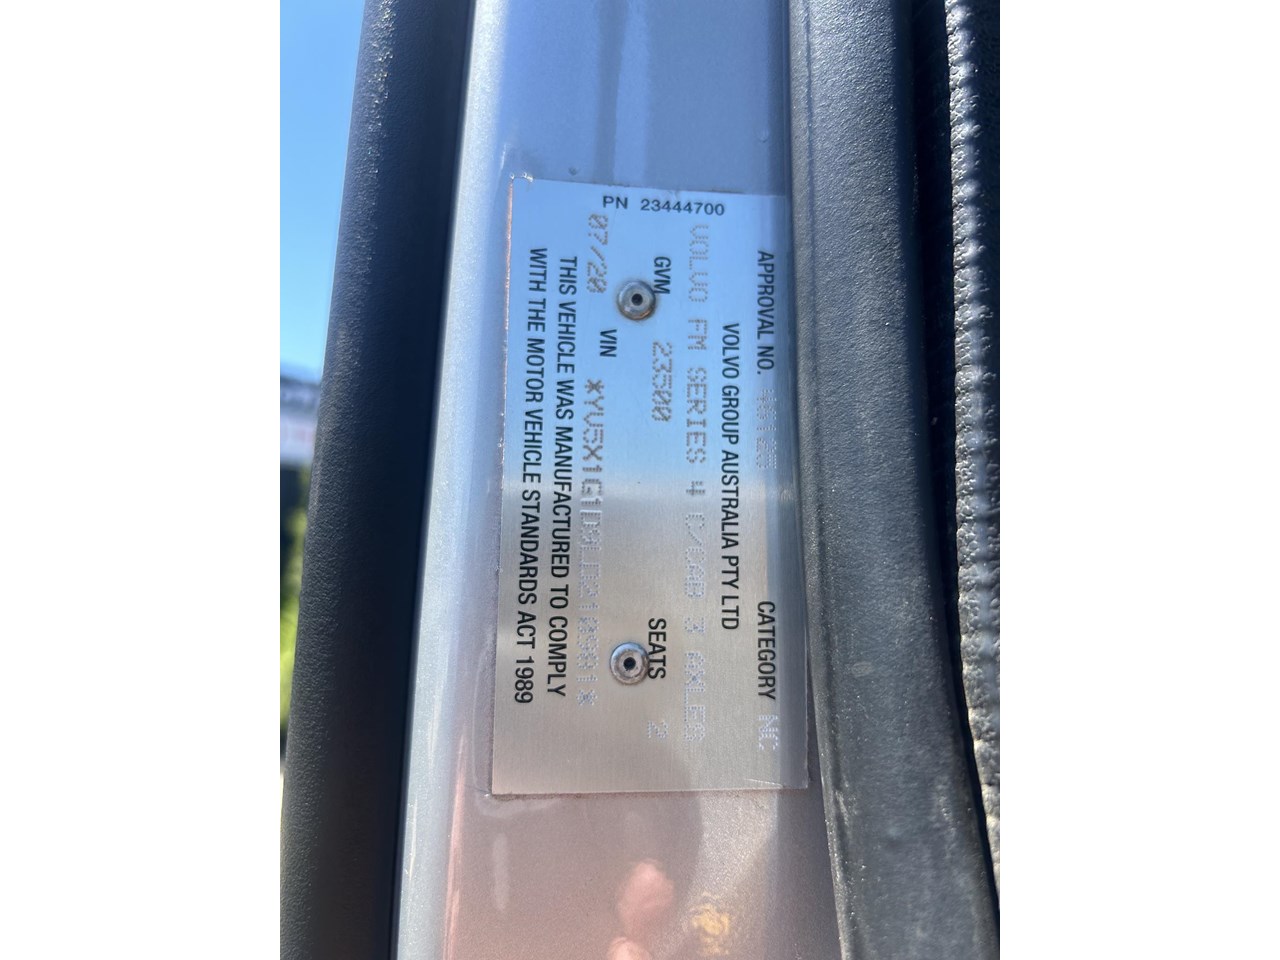 APPROVAL NO. CATEGORY NC
VOLVO GROUP AUSTRALIA PTY LTD
VOLVO FM SERIES 4 C/CAB 3 AXLES
GVM 23500 SEATS 2
07/20 VIN
THIS VEHICLE WAS MANUFACTURED TO COMPLY
WITH THE MOTOR VEHICLE STANDARDS ACT 1989
PN 23444700